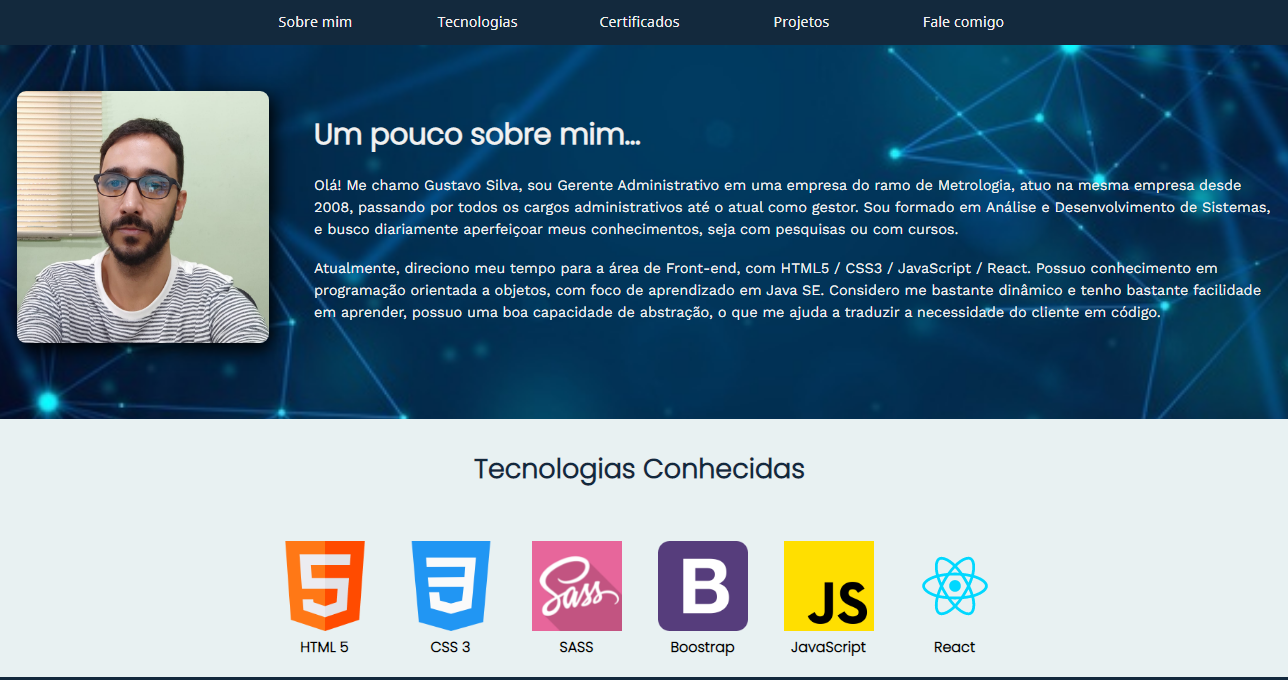 Sobre mim Tecnologias Certificados Projetos Fale comigo
Um pouco sobre mim...
Olá! Me chamo Gustavo Silva, sou Gerente Administrativo em uma empresa do ramo de Metrologia, atuo na mesma empresa desde
2008, passando por todos os cargos administrativos até o atual como gestor. Sou formado em Análise e Desenvolvimento de Sistemas,
e busco diariamente aperfeiçoar meus conhecimentos, seja com pesquisas ou com cursos.
Atualmente, direciono meu tempo para a área de Front-end, com HTML5 / CSS3 / JavaScript / React. Possuo conhecimento em
programação orientada a objetos, com foco de aprendizado em Java SE. Considero me bastante dinâmico e tenho bastante facilidade
em aprender, possuo uma boa capacidade de abstração, o que me ajuda a traduzir a necessidade do cliente em código.
Tecnologias Conhecidas
5 3 Sass B JS
HTML 5 CSS 3 SASS Boostrap JavaScript React